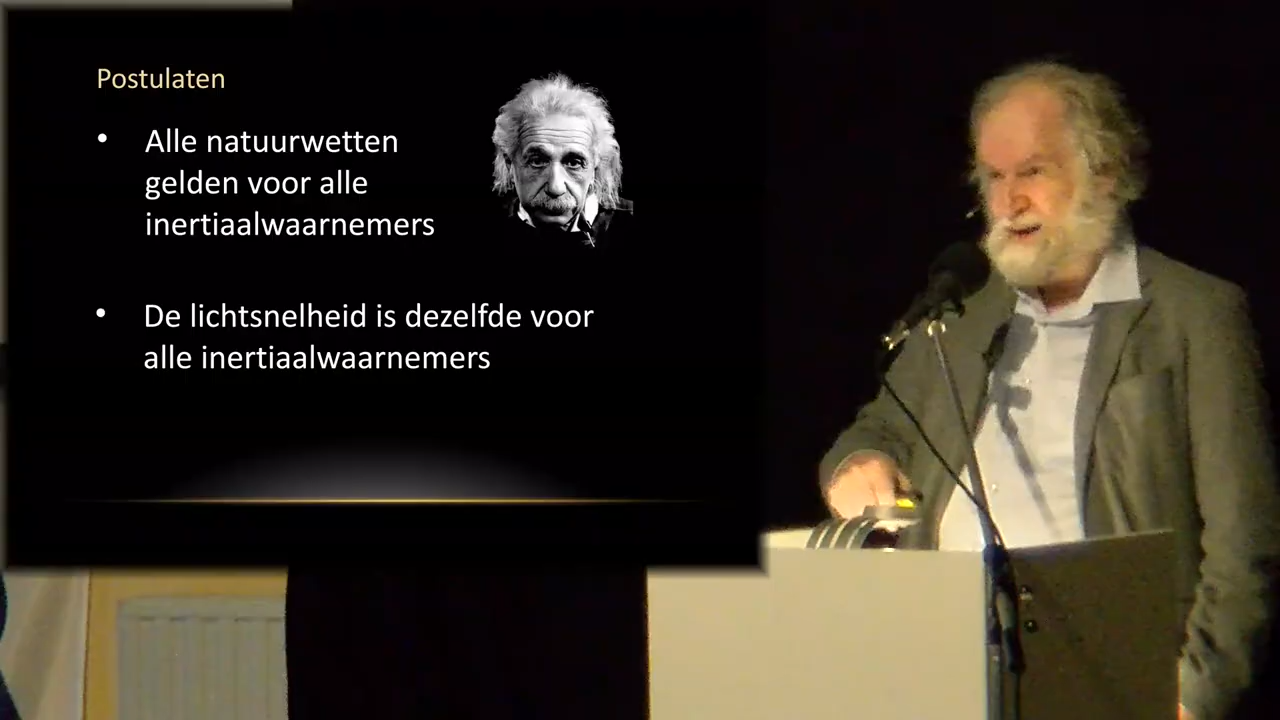 Postulaten
• Alle natuurwetten
gelden voor alle
inertiaalwaarnemers
• De lichtsnelheid is dezelfde voor
alle inertiaalwaarnemers